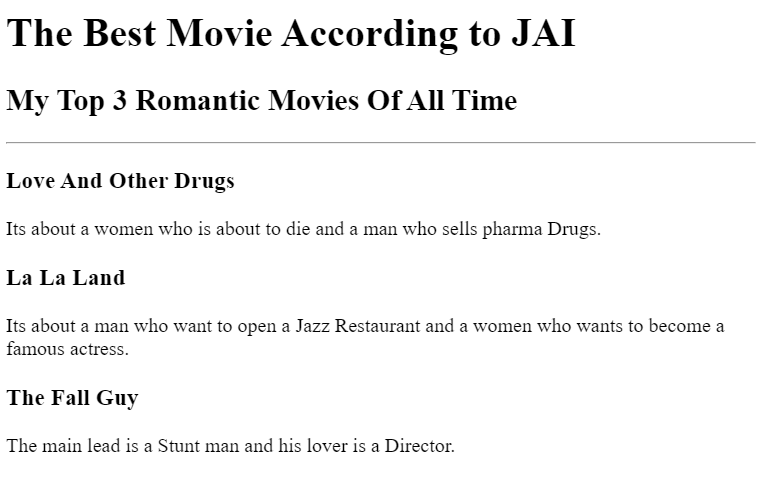 The Best Movie According to JAI
My Top 3 Romantic Movies Of All Time
Love And Other Drugs
Its about a women who is about to die and a man who sells pharma Drugs.
La La Land
Its about a man who want to open a Jazz Restaurant and a women who wants to become a
famous actress.
The Fall Guy
The main lead is a Stunt man and his lover is a Director.